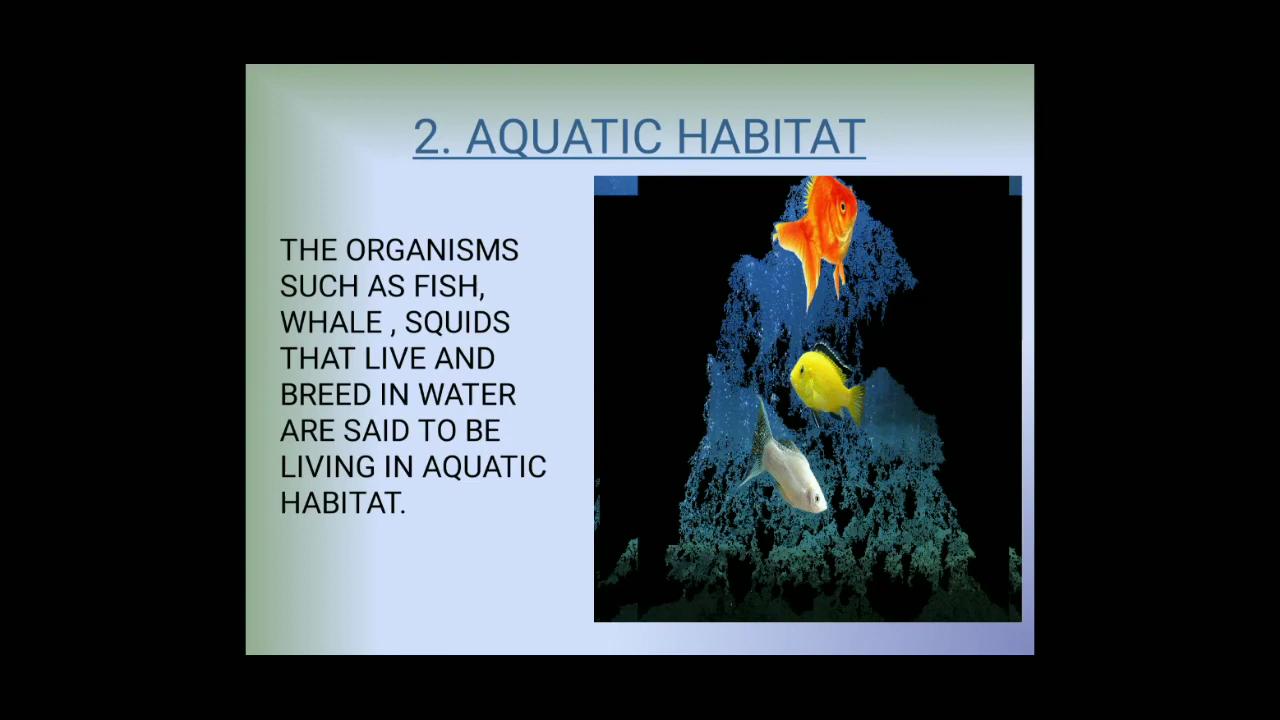 2. AQUATIC HABITAT
THE ORGANISMS
SUCH AS FISH,
WHALE , SQUIDS
THAT LIVE AND
BREED IN WATER
ARE SAID TO BE
LIVING IN AQUATIC
HABITAT.